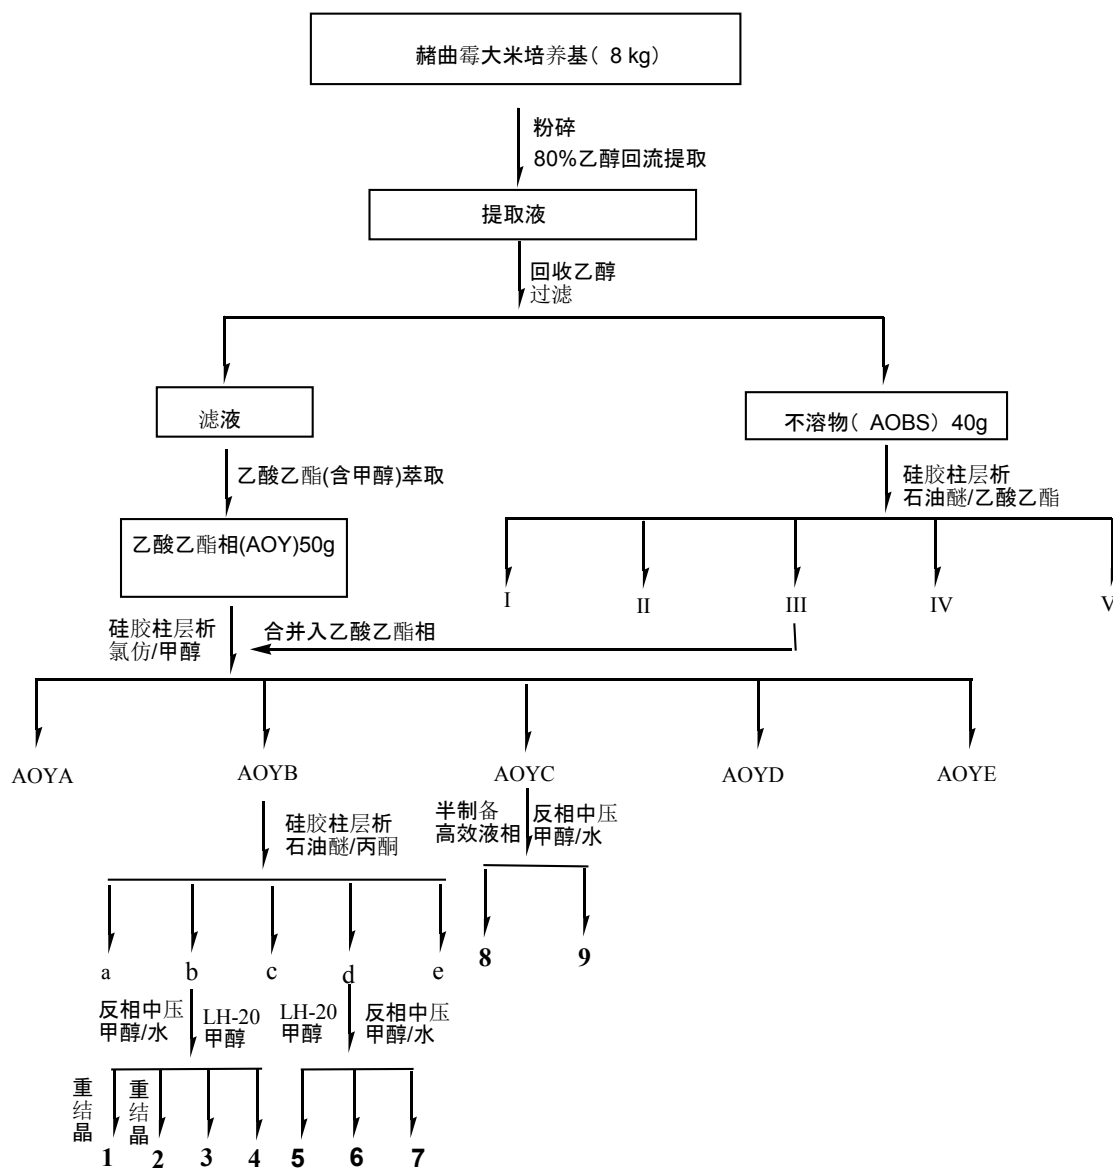 赭曲霉大米培养基( 8 kg)
粉碎
80%乙醇回流提取
提取液
回收乙醇
过滤
滤液
不溶物( AOBS) 40g
乙酸乙酯(含甲醇)萃取
硅胶柱层析
石油醚/乙酸乙酯
乙酸乙酯相(AOY)50g
I
II
III
IV
V
硅胶柱层析
氯仿/甲醇
合并入乙酸乙酯相
AOYA
AOYB
AOYC
AOYD
AOYE
硅胶柱层析
石油醚/丙酮
半制备
高效液相
反相中压
甲醇/水
a
b
c
d
e
8
9
反相中压
甲醇/水
LH-20
甲醇
LH-20
甲醇
反相中压
甲醇/水
重结晶
重结晶
1
2
3
4
5
6
7